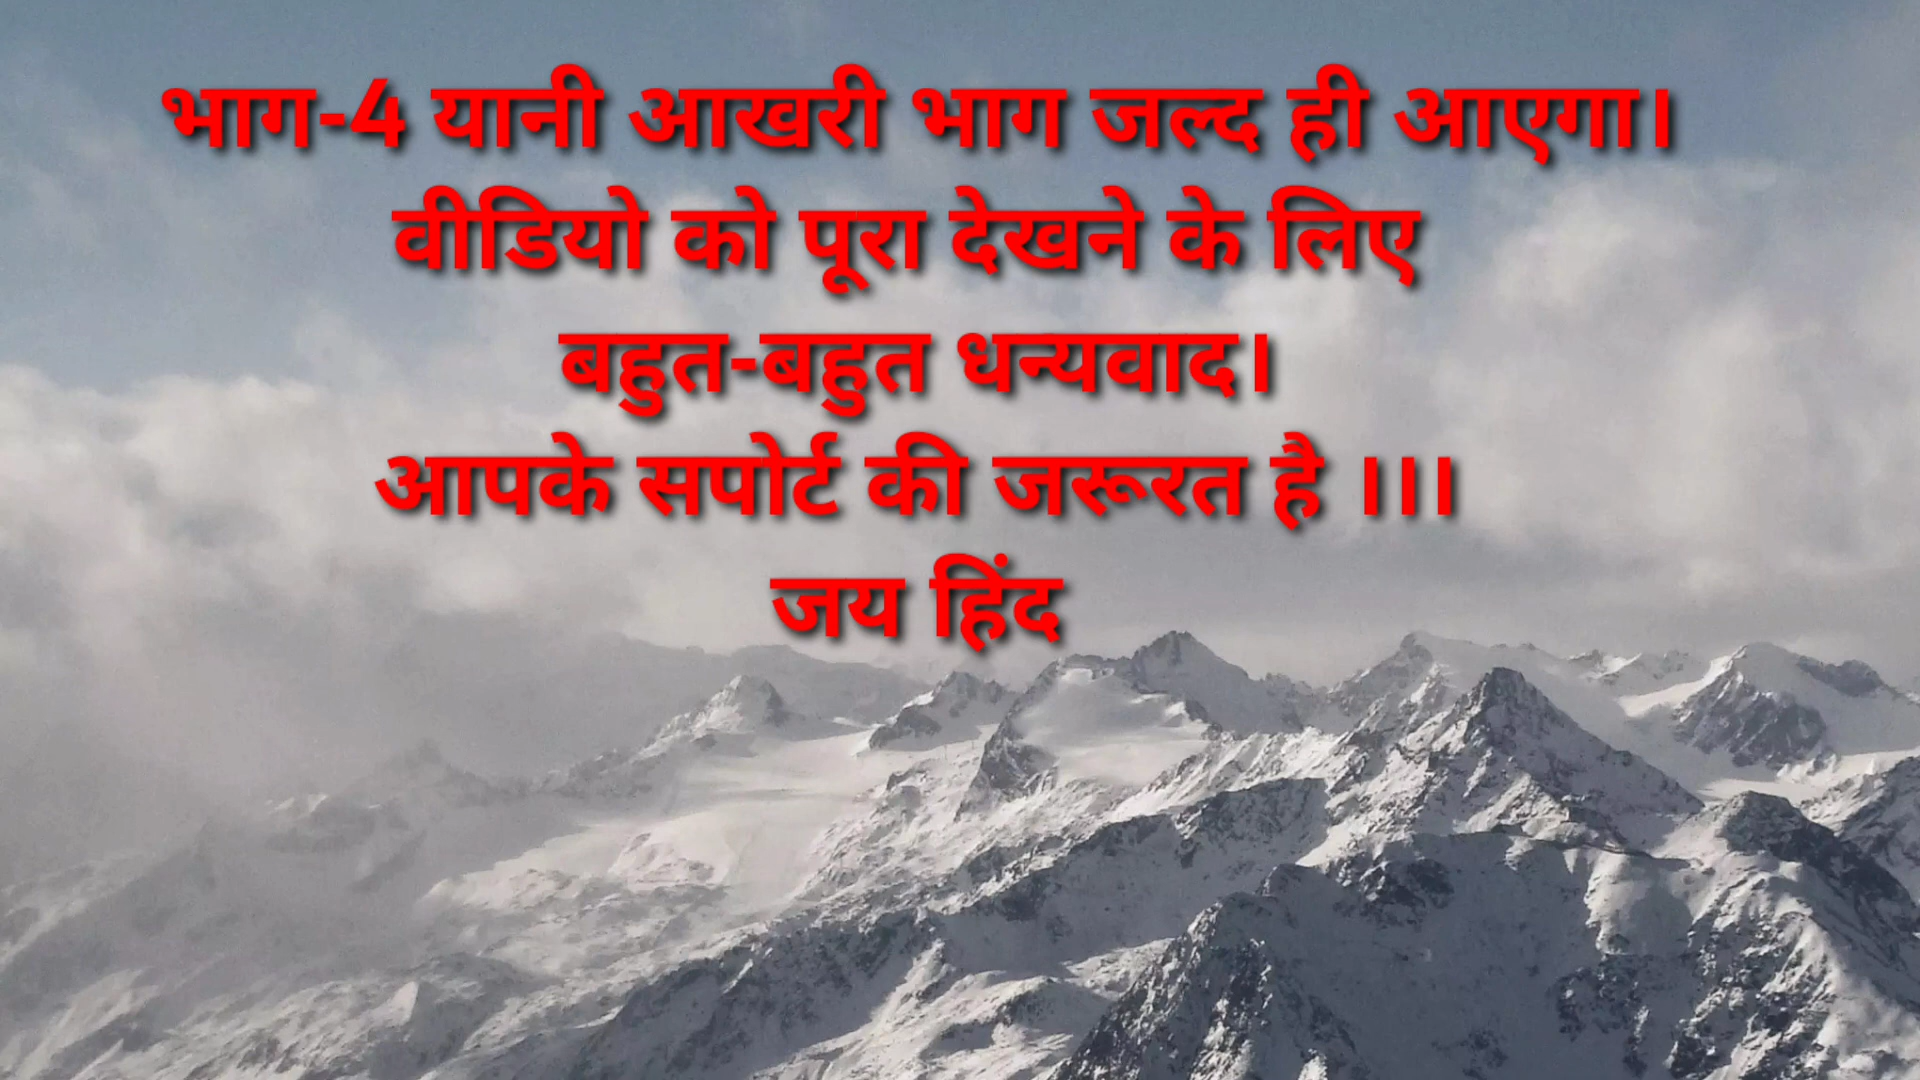 भाग-4 यानी आखरी भाग जल्द ही आएगा।
वीडियो को पूरा देखने के लिए
बहुत-बहुत धन्यवाद।
आपके सपोर्ट की जरूरत है ।।।
जय हिंद